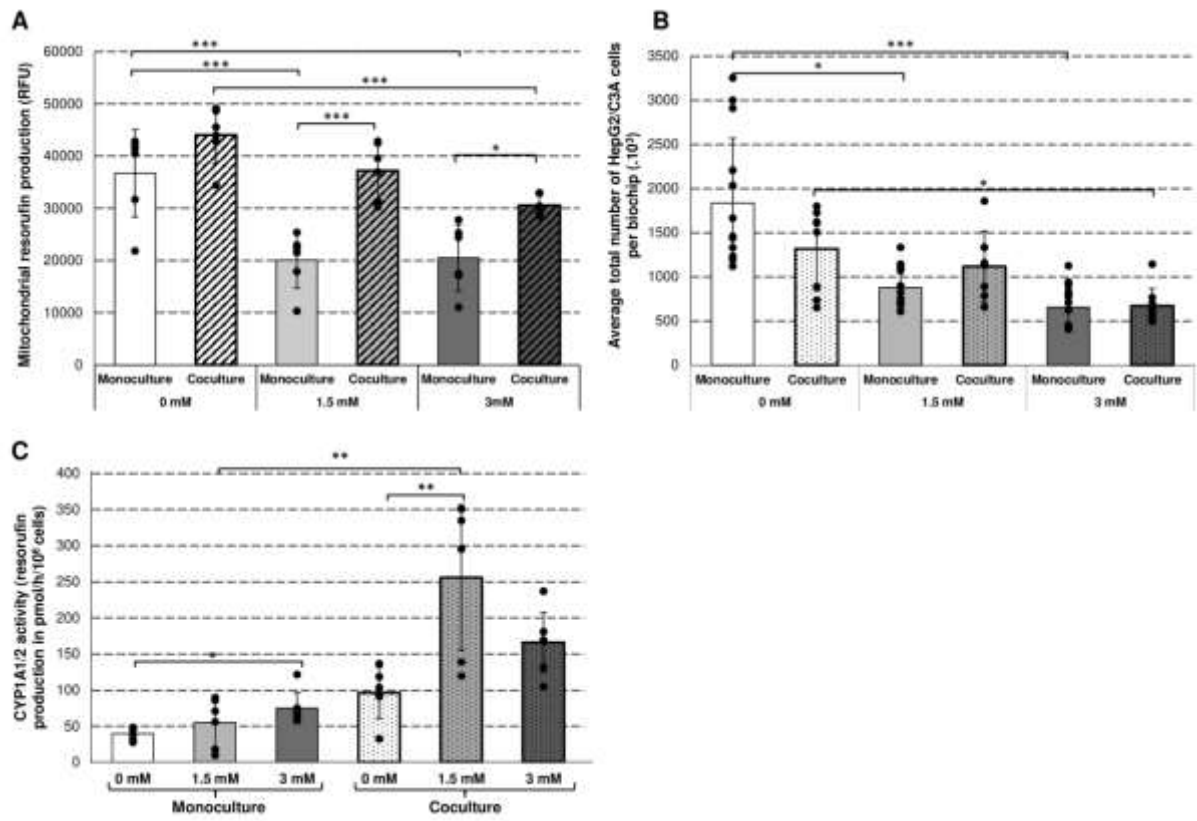 A
Mitochondrial resorufin production (RFU)
60000
50000
40000
30000
20000
10000
0
***
***
***
***
*
Monoculture Coculture Monoculture Coculture Monoculture Coculture
0 mM 1.5 mM 3mM
B
Average total number of HepG2/C3A cells
per biochip (.10³)
3500
3000
2500
2000
1500
1000
500
0
***
*
*
Monoculture Coculture Monoculture Coculture Monoculture Coculture
0 mM 1.5 mM 3 mM
C
CYP1A1/2 activity (resorufin
production in pmol/h/10⁶ cells)
400
350
300
250
200
150
100
50
0
**
**
*
0 mM 1.5 mM 3 mM 0 mM 1.5 mM 3 mM
Monoculture Coculture